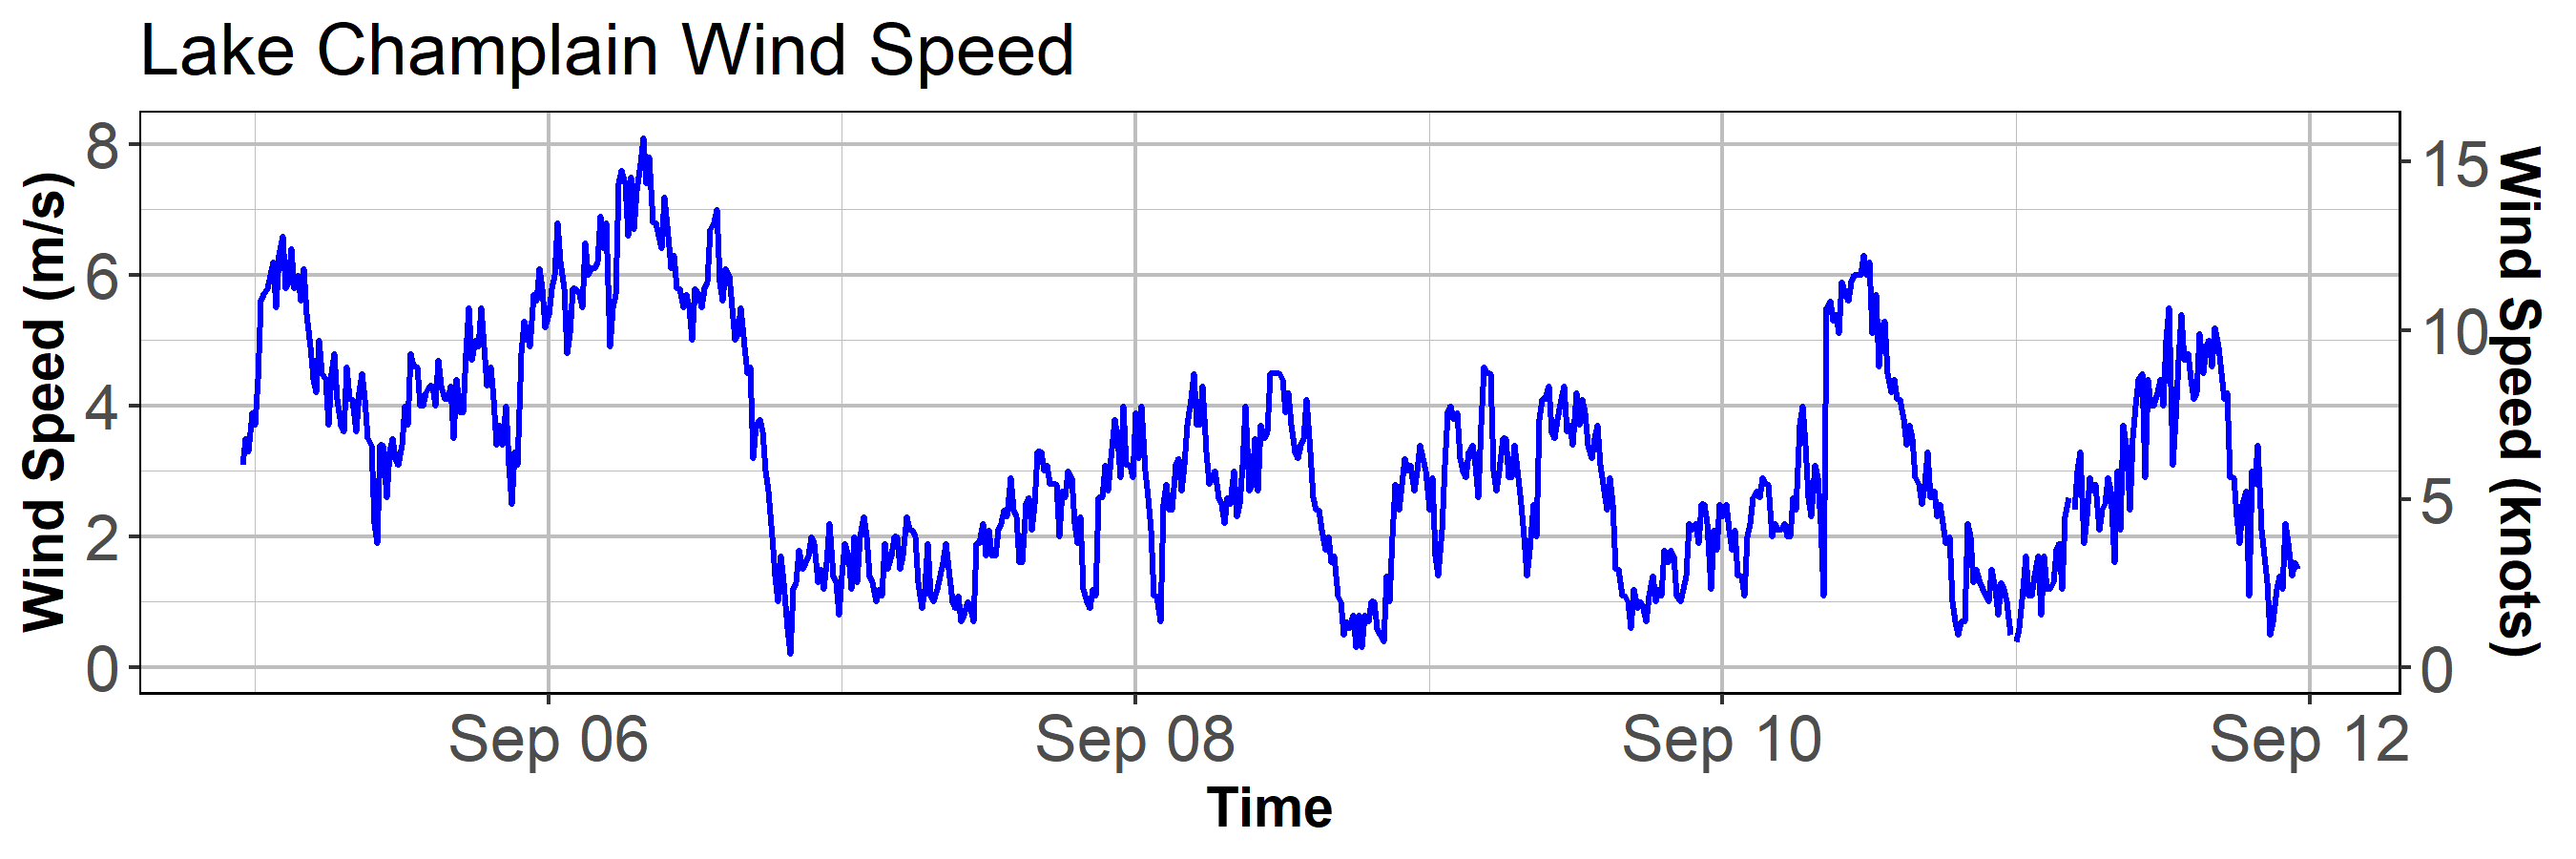 Lake Champlain Wind Speed
Wind Speed (m/s)
8
6
4
2
0
15
10
5
0
Wind Speed (knots)
Sep 06
Sep 08
Sep 10
Sep 12
Time